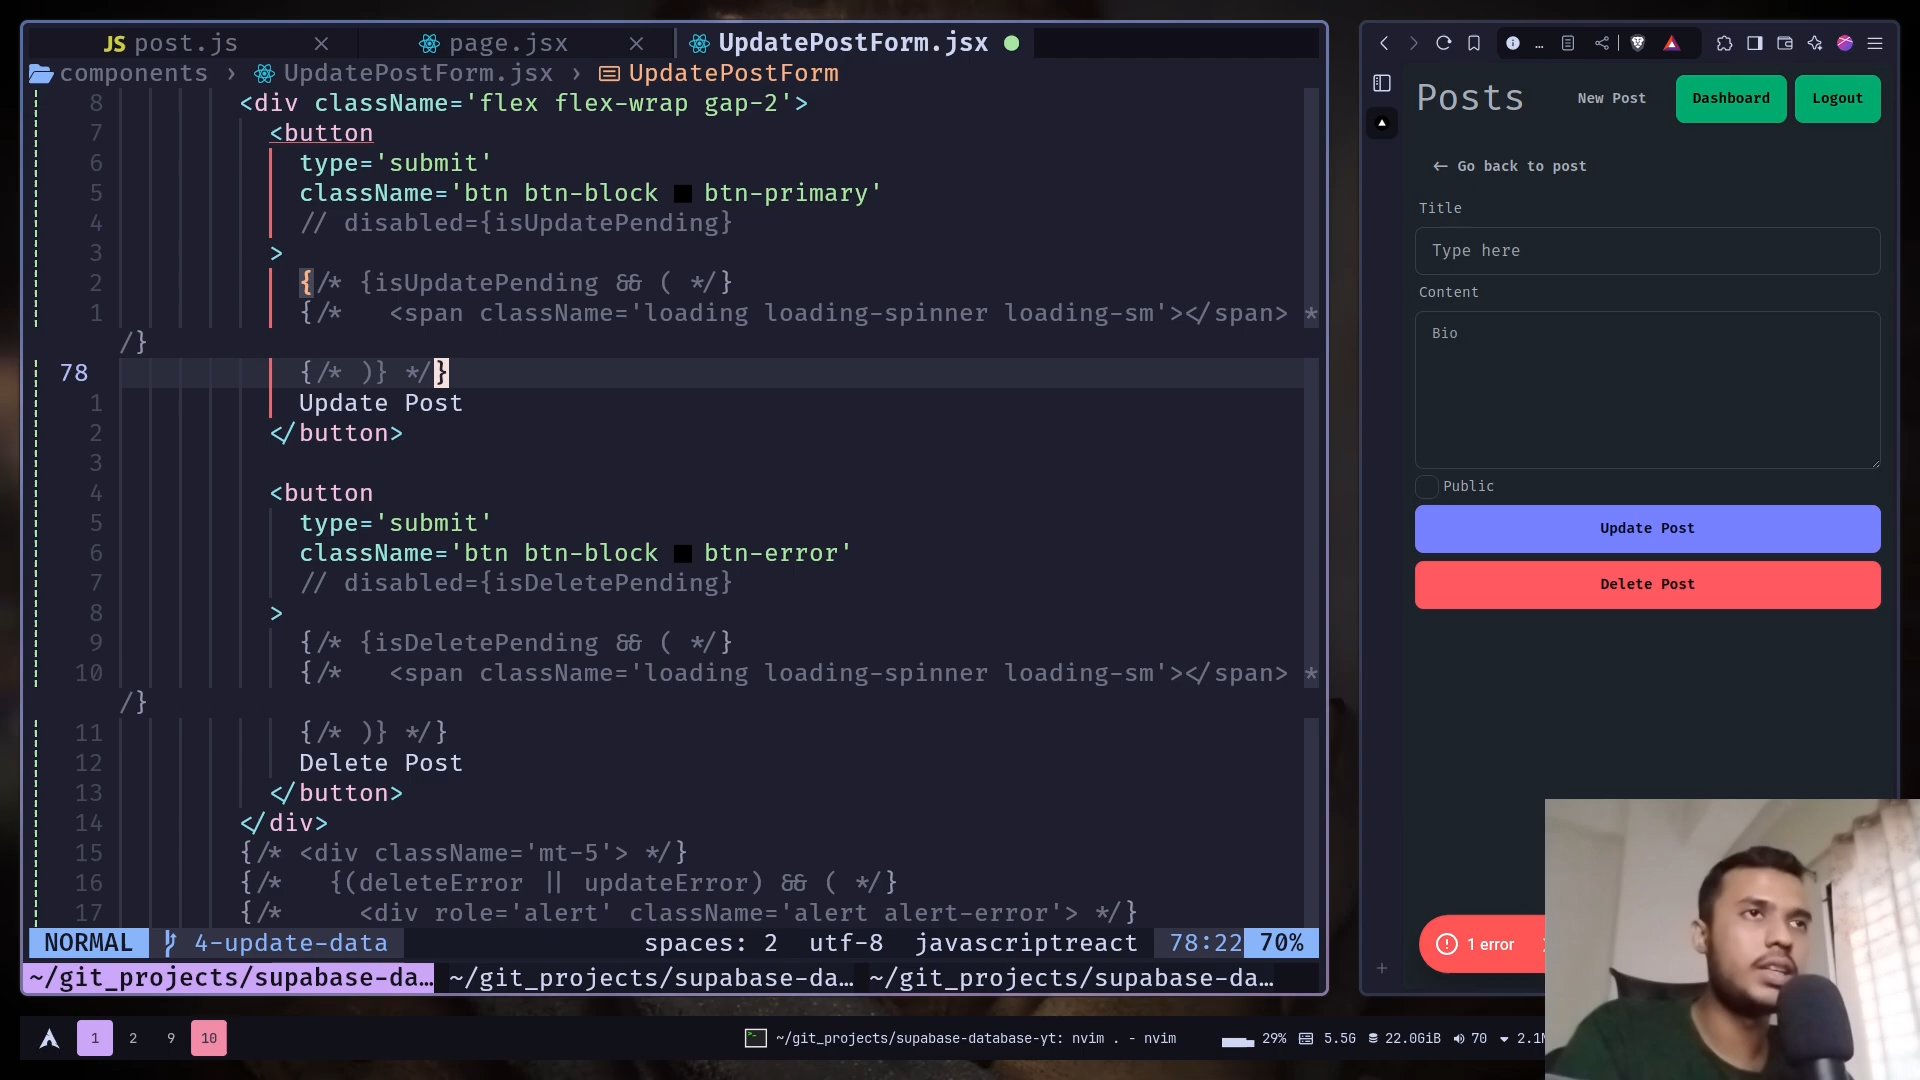 JS post.js
page.jsx
UpdatePostForm.jsx
components › UpdatePostForm.jsx › UpdatePostForm
8 <div className='flex flex-wrap gap-2'>
7 <button
6 type='submit'
5 className='btn btn-block btn-primary'
4 // disabled={isUpdatePending}
3 >
2 {/* {isUpdatePending && ( */}
1 {/* <span className='loading loading-spinner loading-sm'></span> *
/}
78 {/* )} */}
1 Update Post
2 </button>
3
4 <button
5 type='submit'
6 className='btn btn-block btn-error'
7 // disabled={isDeletePending}
8 >
9 {/* {isDeletePending && ( */}
10 {/* <span className='loading loading-spinner loading-sm'></span> *
/}
11 {/* )} */}
12 Delete Post
13 </button>
14 </div>
15 {/* <div className='mt-5'> */}
16 {/* {(deleteError || updateError) && ( */}
17 {/* <div role='alert' className='alert alert-error'> */}
NORMAL 4-update-data spaces: 2 utf-8 javascriptreact 78:22 70%
~/git_projects/supabase-da… ~/git_projects/supabase-da… ~/git_projects/supabase-da…
Posts New Post Dashboard Logout
← Go back to post
Title
Type here
Content
Bio
Public
Update Post
Delete Post
1 error
1 2 9 10 ~/git_projects/supabase-database-yt: nvim . - nvim 29% 5.5G 22.0GiB 70 2.1M